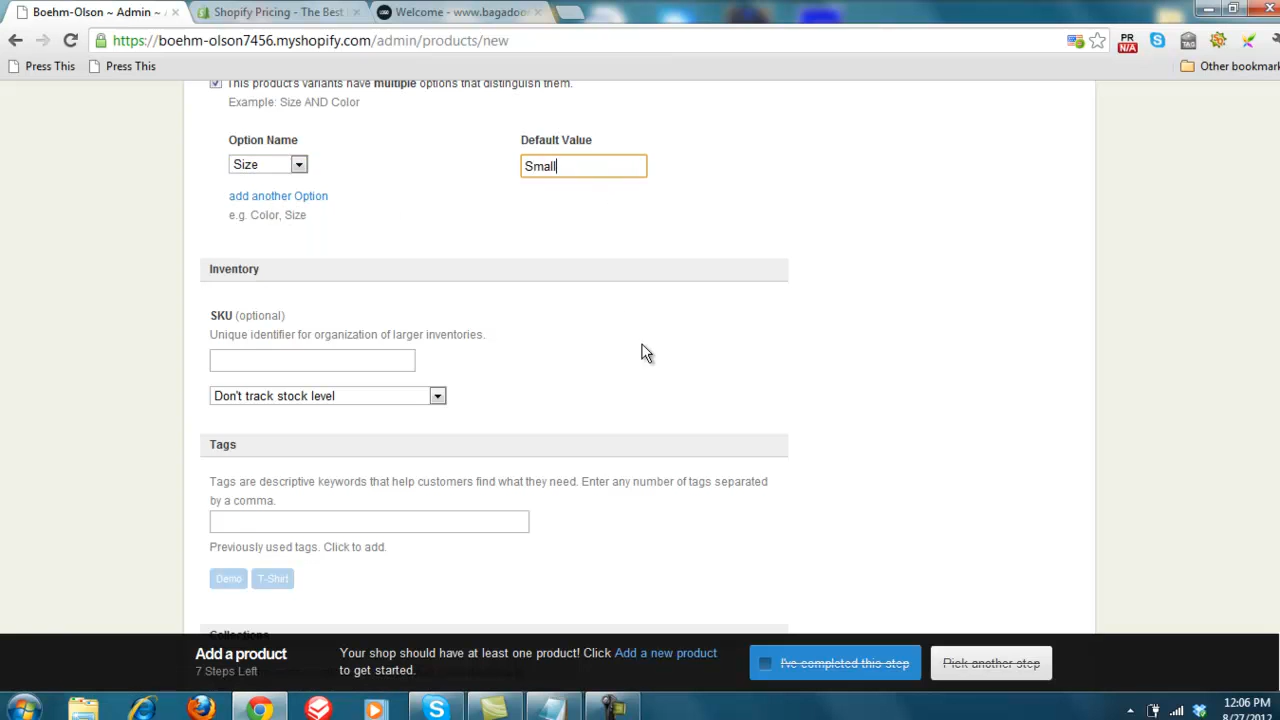 Boehm-Olson ~ Admin ~
Shopify Pricing - The Best
Welcome - www.bagadoo
https://boehm-olson7456.myshopify.com/admin/products/new
PR
N/A
TAG
Press This
Press This
Other bookmark
This product's variants have multiple options that distinguish them.
Example: Size AND Color
Option Name
Default Value
Size
Small
add another Option
e.g. Color, Size
Inventory
SKU (optional)
Unique identifier for organization of larger inventories.
Don't track stock level
Tags
Tags are descriptive keywords that help customers find what they need. Enter any number of tags separated
by a comma.
Previously used tags. Click to add.
Demo
T-Shirt
Collections
Add a product
7 Steps Left
Your shop should have at least one product! Click Add a new product
to get started.
I've completed this step
Pick another step
12:06 PM
8/27/201